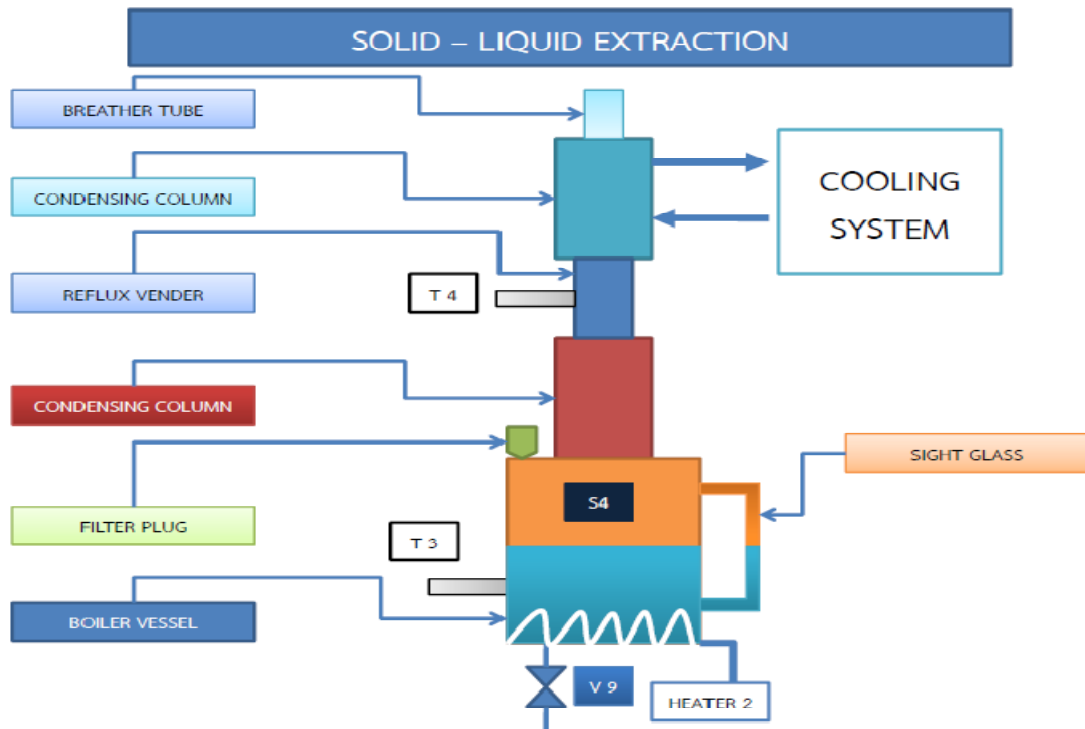 SOLID – LIQUID EXTRACTION
BREATHER TUBE
CONDENSING COLUMN
COOLING
SYSTEM
REFLUX VENDER
T 4
CONDENSING COLUMN
SIGHT GLASS
S4
FILTER PLUG
T 3
BOILER VESSEL
V 9
HEATER 2